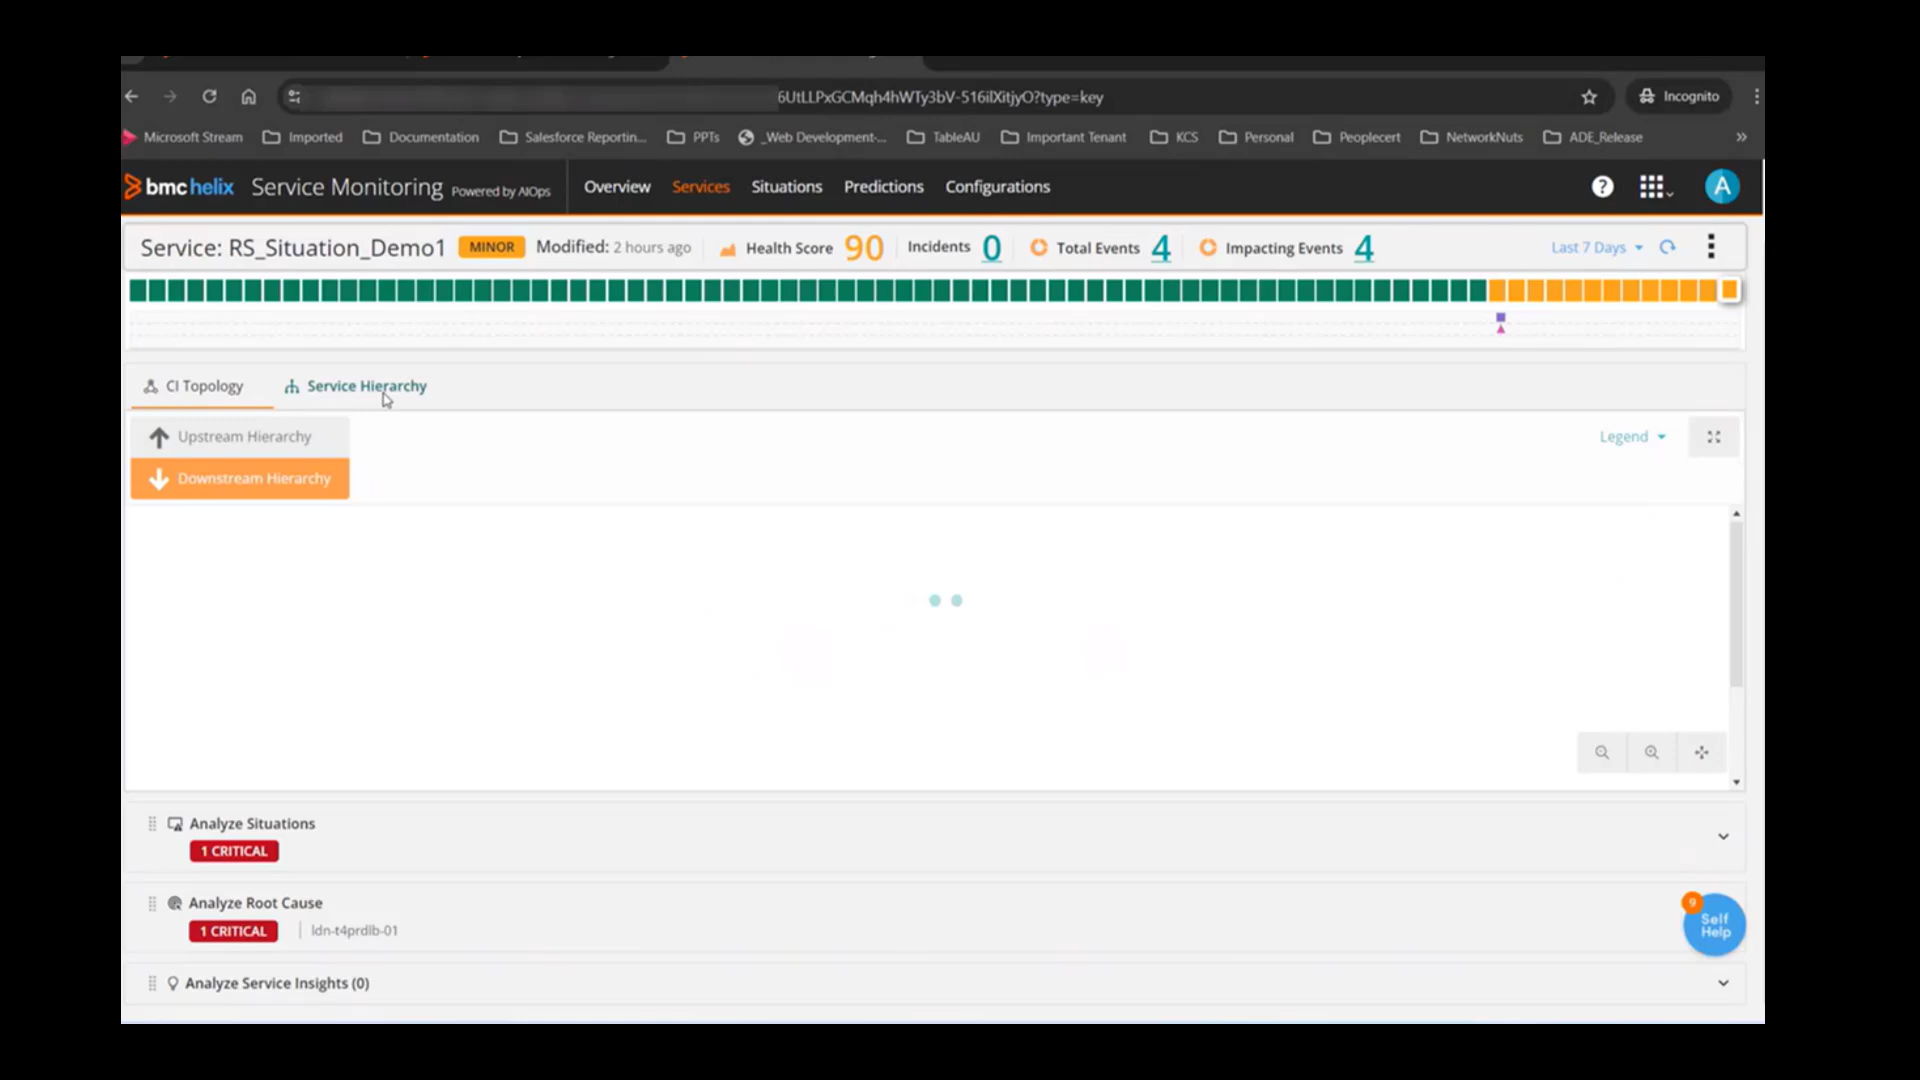 6UtLLPxGCMqh4hWTy3bV-516ilXitjyO?type=key
Incognito
Microsoft Stream Imported Documentation Salesforce Reportin... PPTs _Web Development-... TableAU Important Tenant KCS Personal Peoplecert NetworkNuts ADE_Release »
bmchelix Service Monitoring Powered by AIOps Overview Services Situations Predictions Configurations ? A
Service: RS_Situation_Demo1 MINOR Modified: 2 hours ago Health Score 90 Incidents 0 Total Events 4 Impacting Events 4 Last 7 Days
CI Topology Service Hierarchy
Upstream Hierarchy Legend
Downstream Hierarchy
Analyze Situations
1 CRITICAL
Analyze Root Cause
1 CRITICAL | ldn-t4prdlb-01
9
Self
Help
Analyze Service Insights (0)